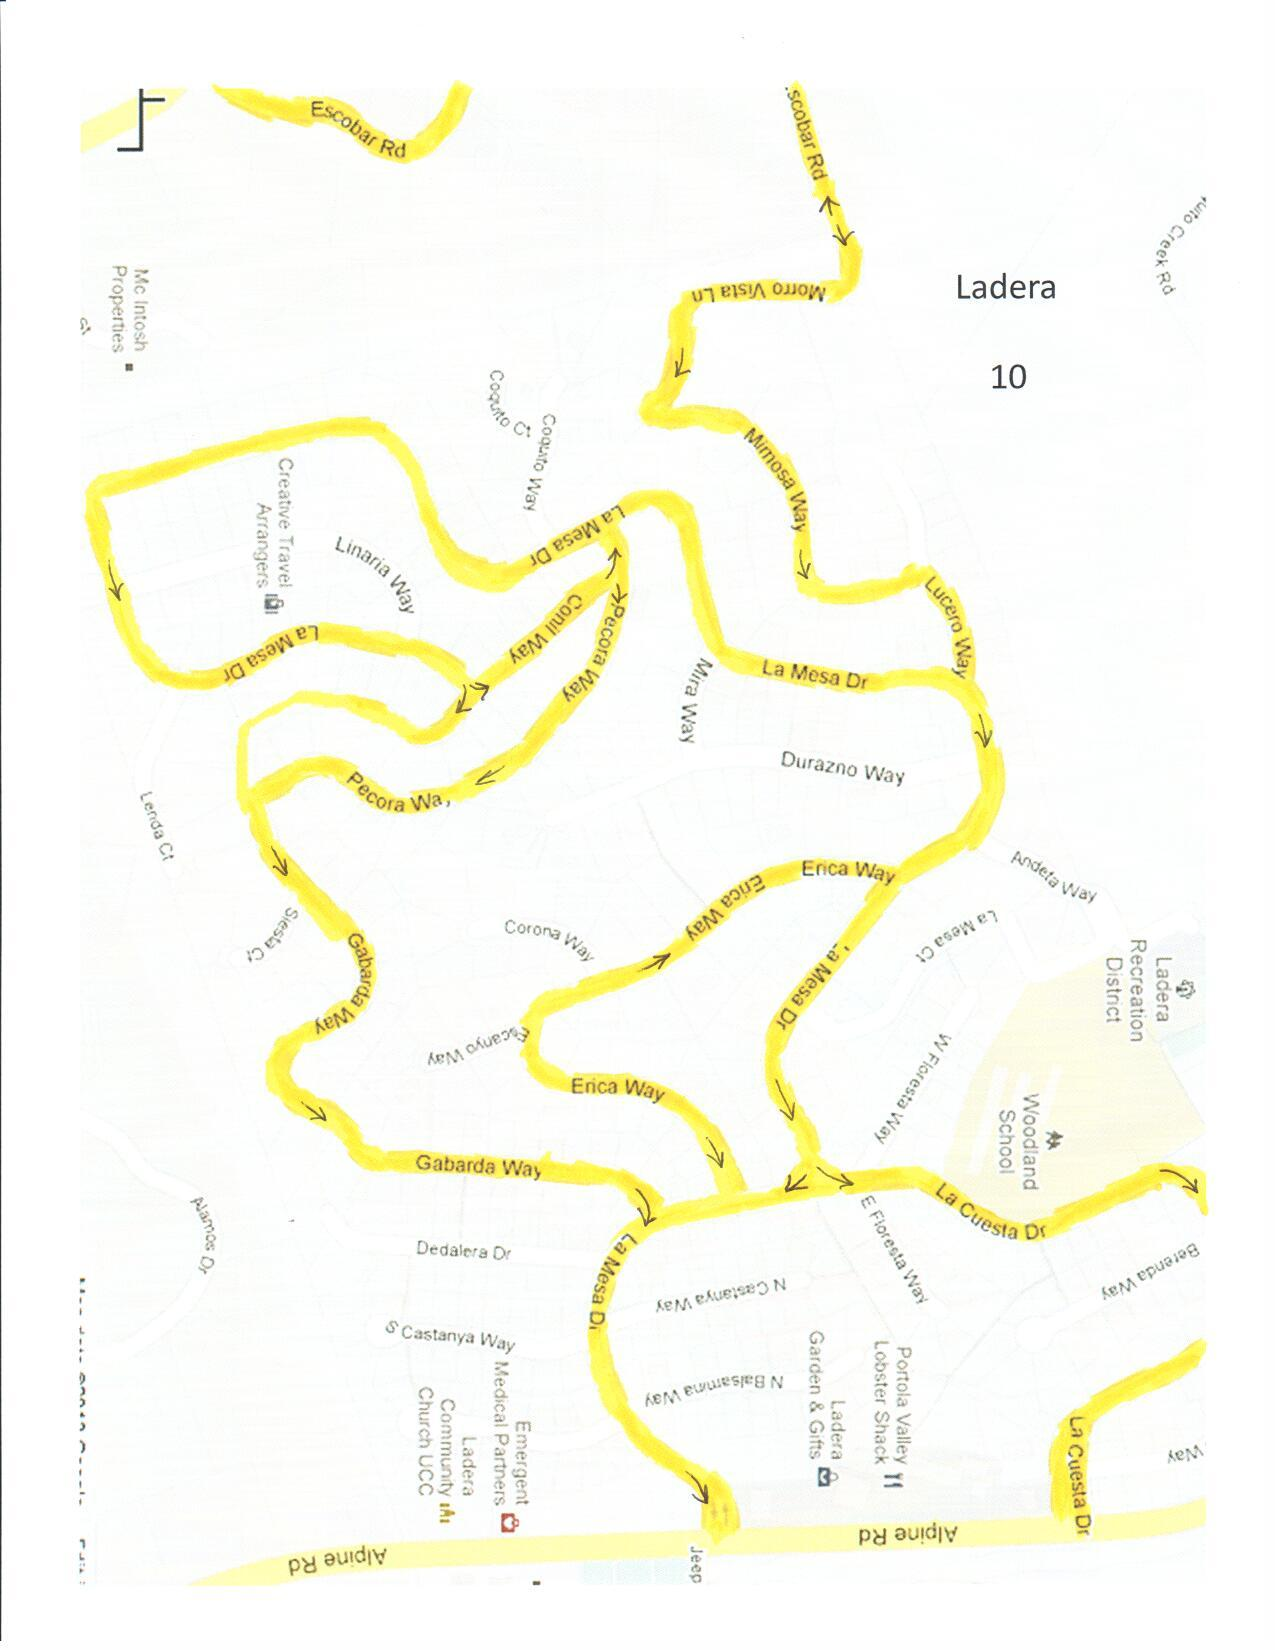 Escobar Rd
scobar Rd
uito Creek Rd
Ladera
10
Mc Intosh
Properties
Morro Vista Ln
Coquito Ct
Coquito Way
Mimosa Way
Creative Travel
Arrangers
Linaria Way
La Mesa Dr
Conil Way
Pecora Way
Lucero Way
La Mesa Dr
La Mesa Dr
Mira Way
Durazno Way
Pecora Wa
Lerida Ct
Erica Way
Erica Way
Andeta Way
La Mesa Ct
Ladera
Recreation
District
Siesta Ct
Gabarda Way
Corona Way
Escanyo Way
La Mesa Dr
W Floresta Way
Woodland
School
Erica Way
Gabarda Way
La Cuesta Dr
E Floresta Way
Berenda Way
Alamos Dr
Dedalera Dr
La Mesa Dr
N Castanya Way
S Castanya Way
N Balsamina Way
Portola Valley
Lobster Shack
Ladera
Garden & Gifts
Emergent
Medical Partners
Ladera
Community
Church UCC
La Cuesta Dr
Way
Alpine Rd
Alpine Rd
Jeep